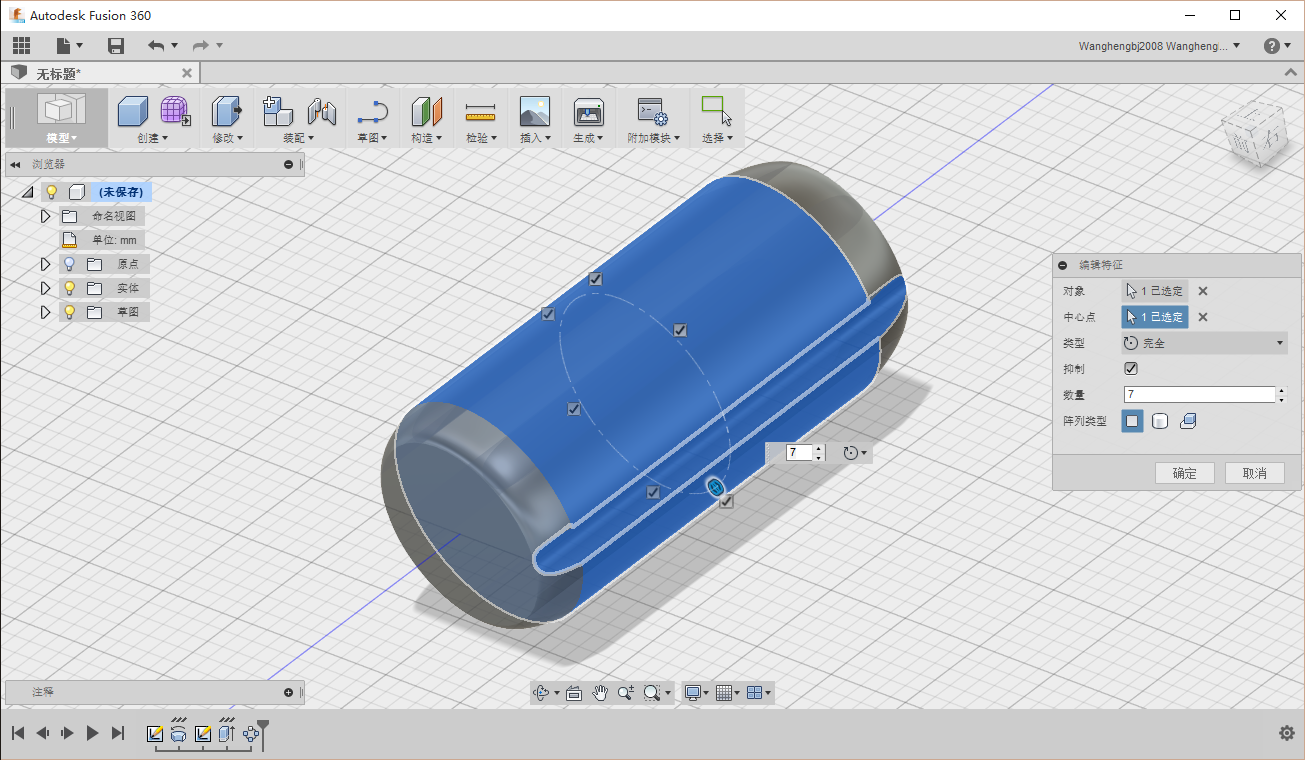 Autodesk Fusion 360
Wanghengbj2008 Wangheng...
无标题*
模型 创建 修改 装配 草图 构造 检验 插入 生成 附加模块 选择
浏览器
(未保存)
命名视图
单位: mm
原点
实体
草图
编辑特征
对象 1 已选定
中心点 1 已选定
类型 完全
抑制
数量 7
阵列类型
确定 取消
7
注释